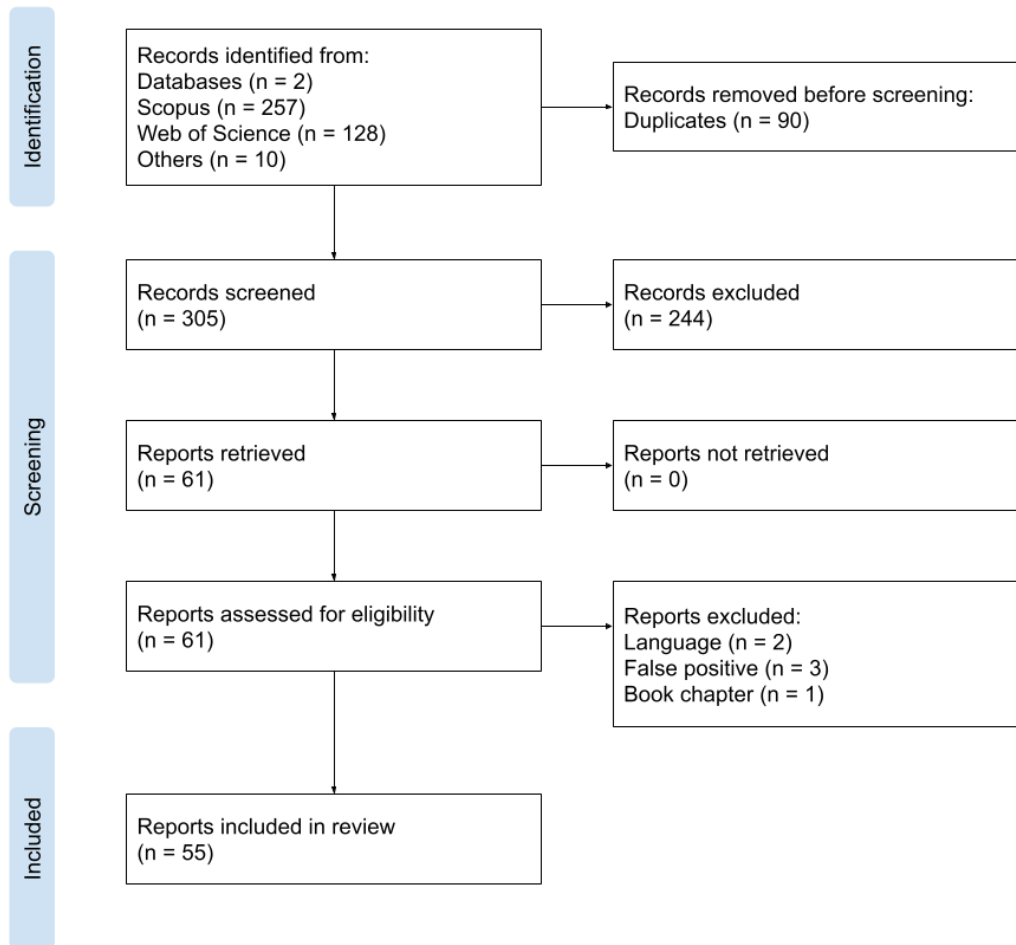 Identification
Records identified from:
Databases (n = 2)
Scopus (n = 257)
Web of Science (n = 128)
Others (n = 10)
Records removed before screening:
Duplicates (n = 90)
Screening
Records screened
(n = 305)
Records excluded
(n = 244)
Reports retrieved
(n = 61)
Reports not retrieved
(n = 0)
Reports assessed for eligibility
(n = 61)
Reports excluded:
Language (n = 2)
False positive (n = 3)
Book chapter (n = 1)
Included
Reports included in review
(n = 55)